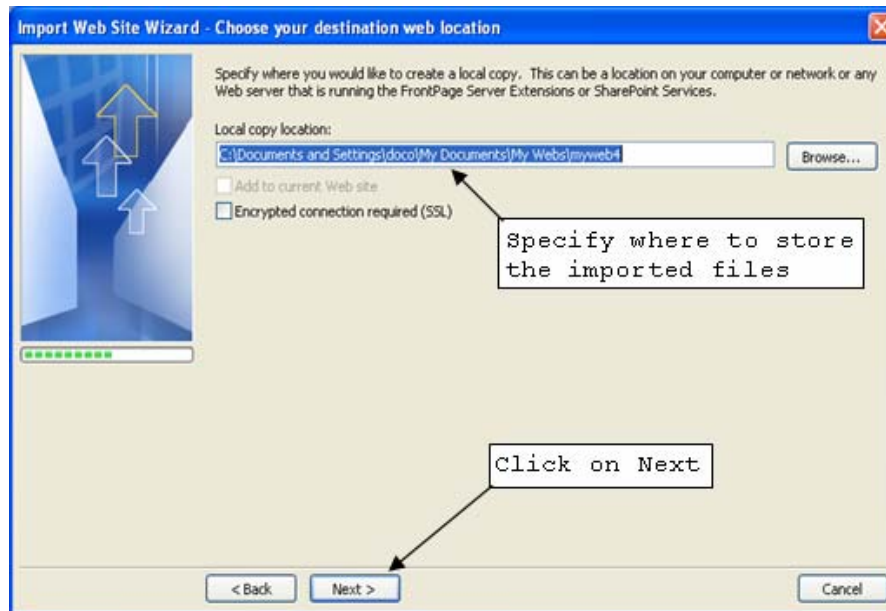 Import Web Site Wizard - Choose your destination web location
Specify where you would like to create a local copy. This can be a location on your computer or network or any
Web server that is running the FrontPage Server Extensions or SharePoint Services.
Local copy location:
C:\Documents and Settings\doco\My Documents\My Webs\myweb4
Browse...
Add to current Web site
Encrypted connection required (SSL)
Specify where to store
the imported files
Click on Next
< Back
Next >
Cancel